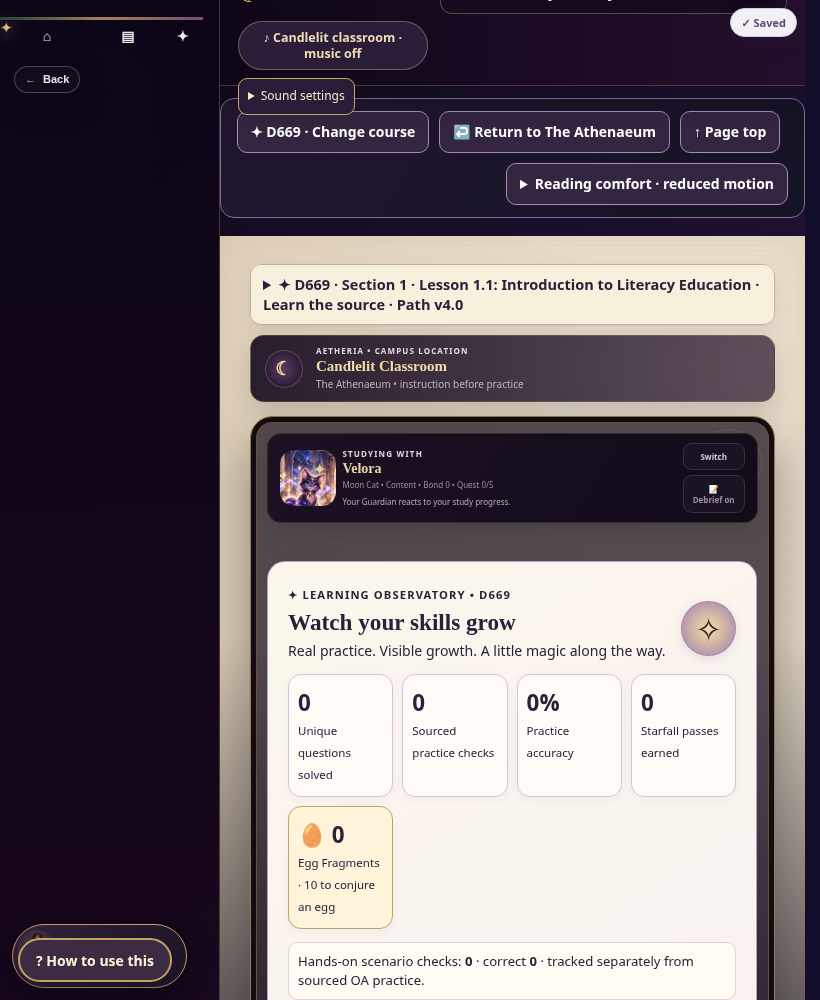 ← Back
♪ Candlelit classroom ·
music off
✓ Saved
▶ Sound settings
✦ D669 · Change course
↩ Return to The Athenaeum
↑ Page top
▶ Reading comfort · reduced motion
▶ ✦ D669 · Section 1 · Lesson 1.1: Introduction to Literacy Education ·
Learn the source · Path v4.0
AETHERIA • CAMPUS LOCATION
Candlelit Classroom
The Athenaeum • instruction before practice
STUDYING WITH
Velora
Moon Cat • Content • Bond 0 • Quest 0/5
Your Guardian reacts to your study progress.
Switch
📝
Debrief on
✦ LEARNING OBSERVATORY • D669
Watch your skills grow
Real practice. Visible growth. A little magic along the way.
0
Unique
questions
solved
0
Sourced
practice checks
0%
Practice
accuracy
0
Starfall passes
earned
🥚 0
Egg Fragments
· 10 to conjure
an egg
Hands-on scenario checks: 0 · correct 0 · tracked separately from
sourced OA practice.
? How to use this